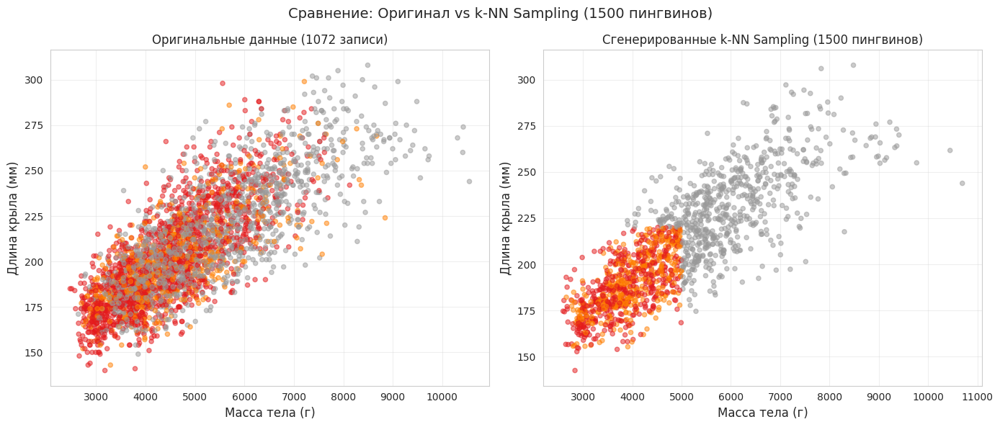 Сравнение: Оригинал vs k-NN Sampling (1500 пингвинов)
Оригинальные данные (1072 записи)
300
275
250
225
200
175
150
Длина крыла (мм)
3000 4000 5000 6000 7000 8000 9000 10000
Масса тела (г)
Сгенерированные k-NN Sampling (1500 пингвинов)
300
275
250
225
200
175
150
Длина крыла (мм)
3000 4000 5000 6000 7000 8000 9000 10000 11000
Масса тела (г)